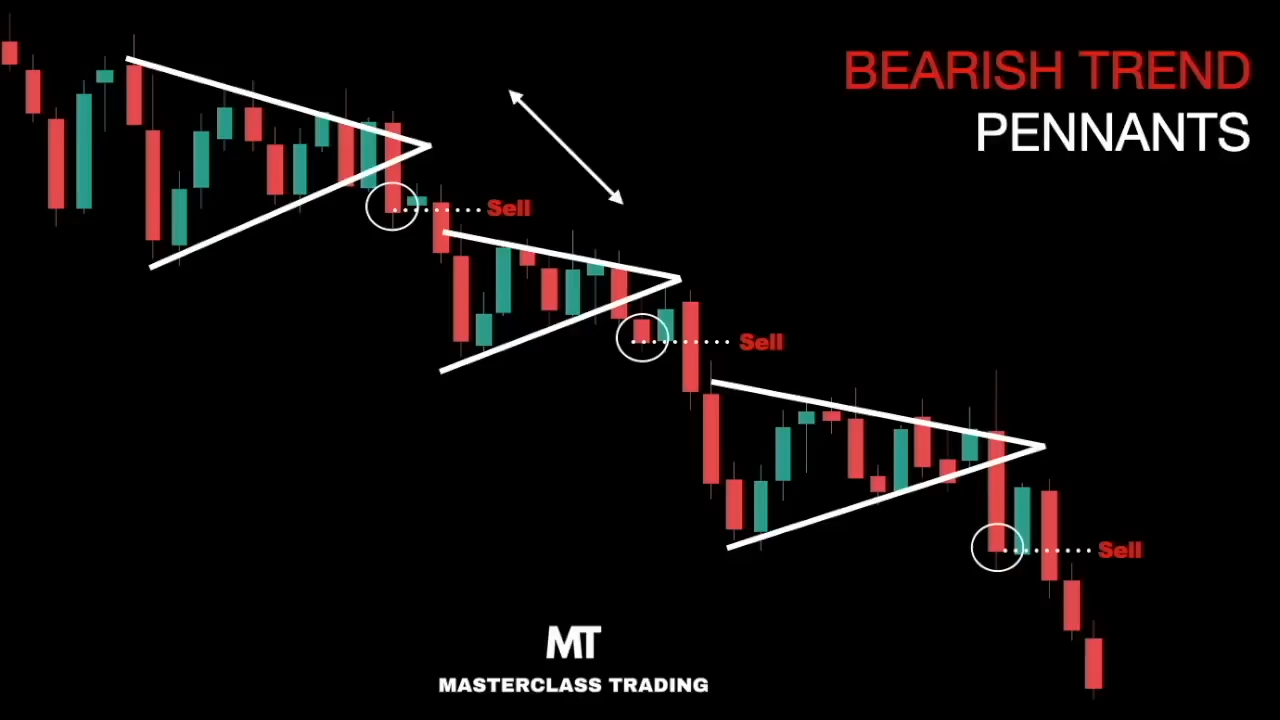 BEARISH TREND
PENNANTS
Sell
Sell
Sell
MT
MASTERCLASS TRADING